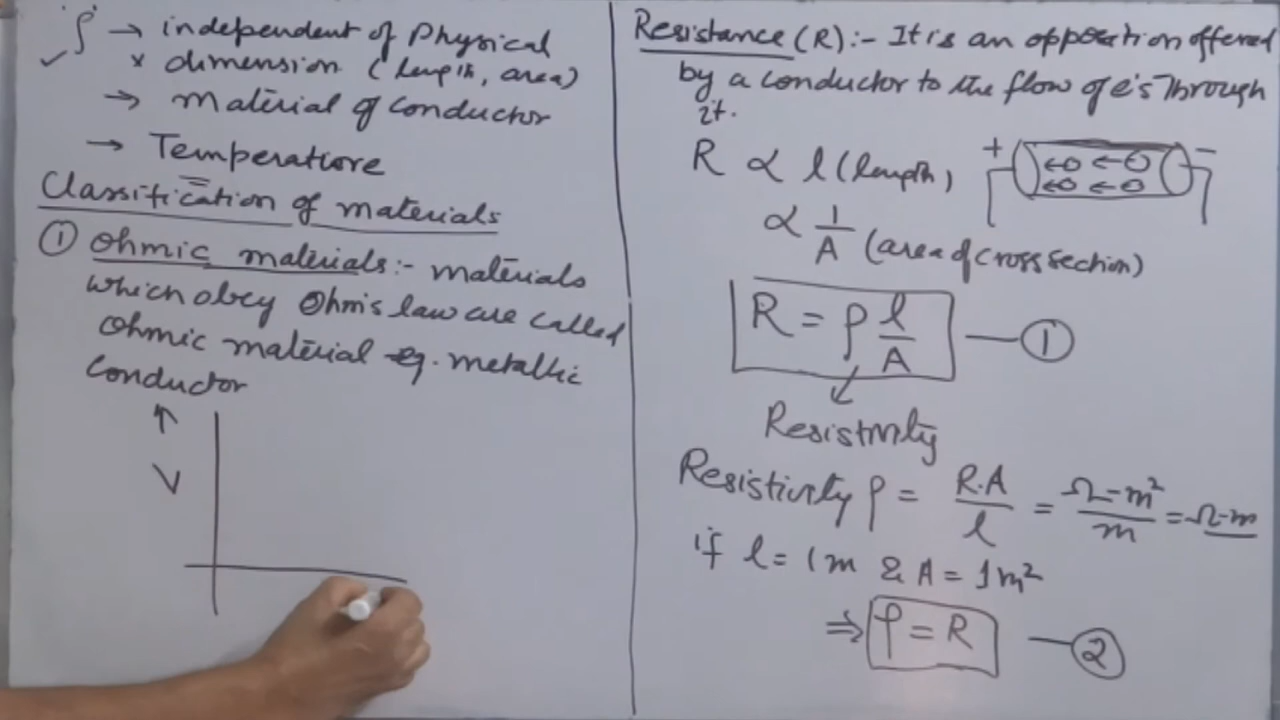 ρ → independent of Physical
× dimension (length, area)
→ material of conductor
→ Temperature
Classification of materials
① Ohmic materials:- materials
which obey Ohm's law are called
Ohmic material eg. metallic
Conductor
↑
V
Resistance (R) :- It is an opposition offered
by a conductor to the flow of e's Through
it.
R ∝ l (length)
+ −
∝ 1/A (area of cross section)
R = ρ l/A — ①
Resistivity
Resistivity ρ = R.A/l = Ω-m²/m = Ω-m
if l = 1m & A = 1m²
⇒ ρ = R — ②